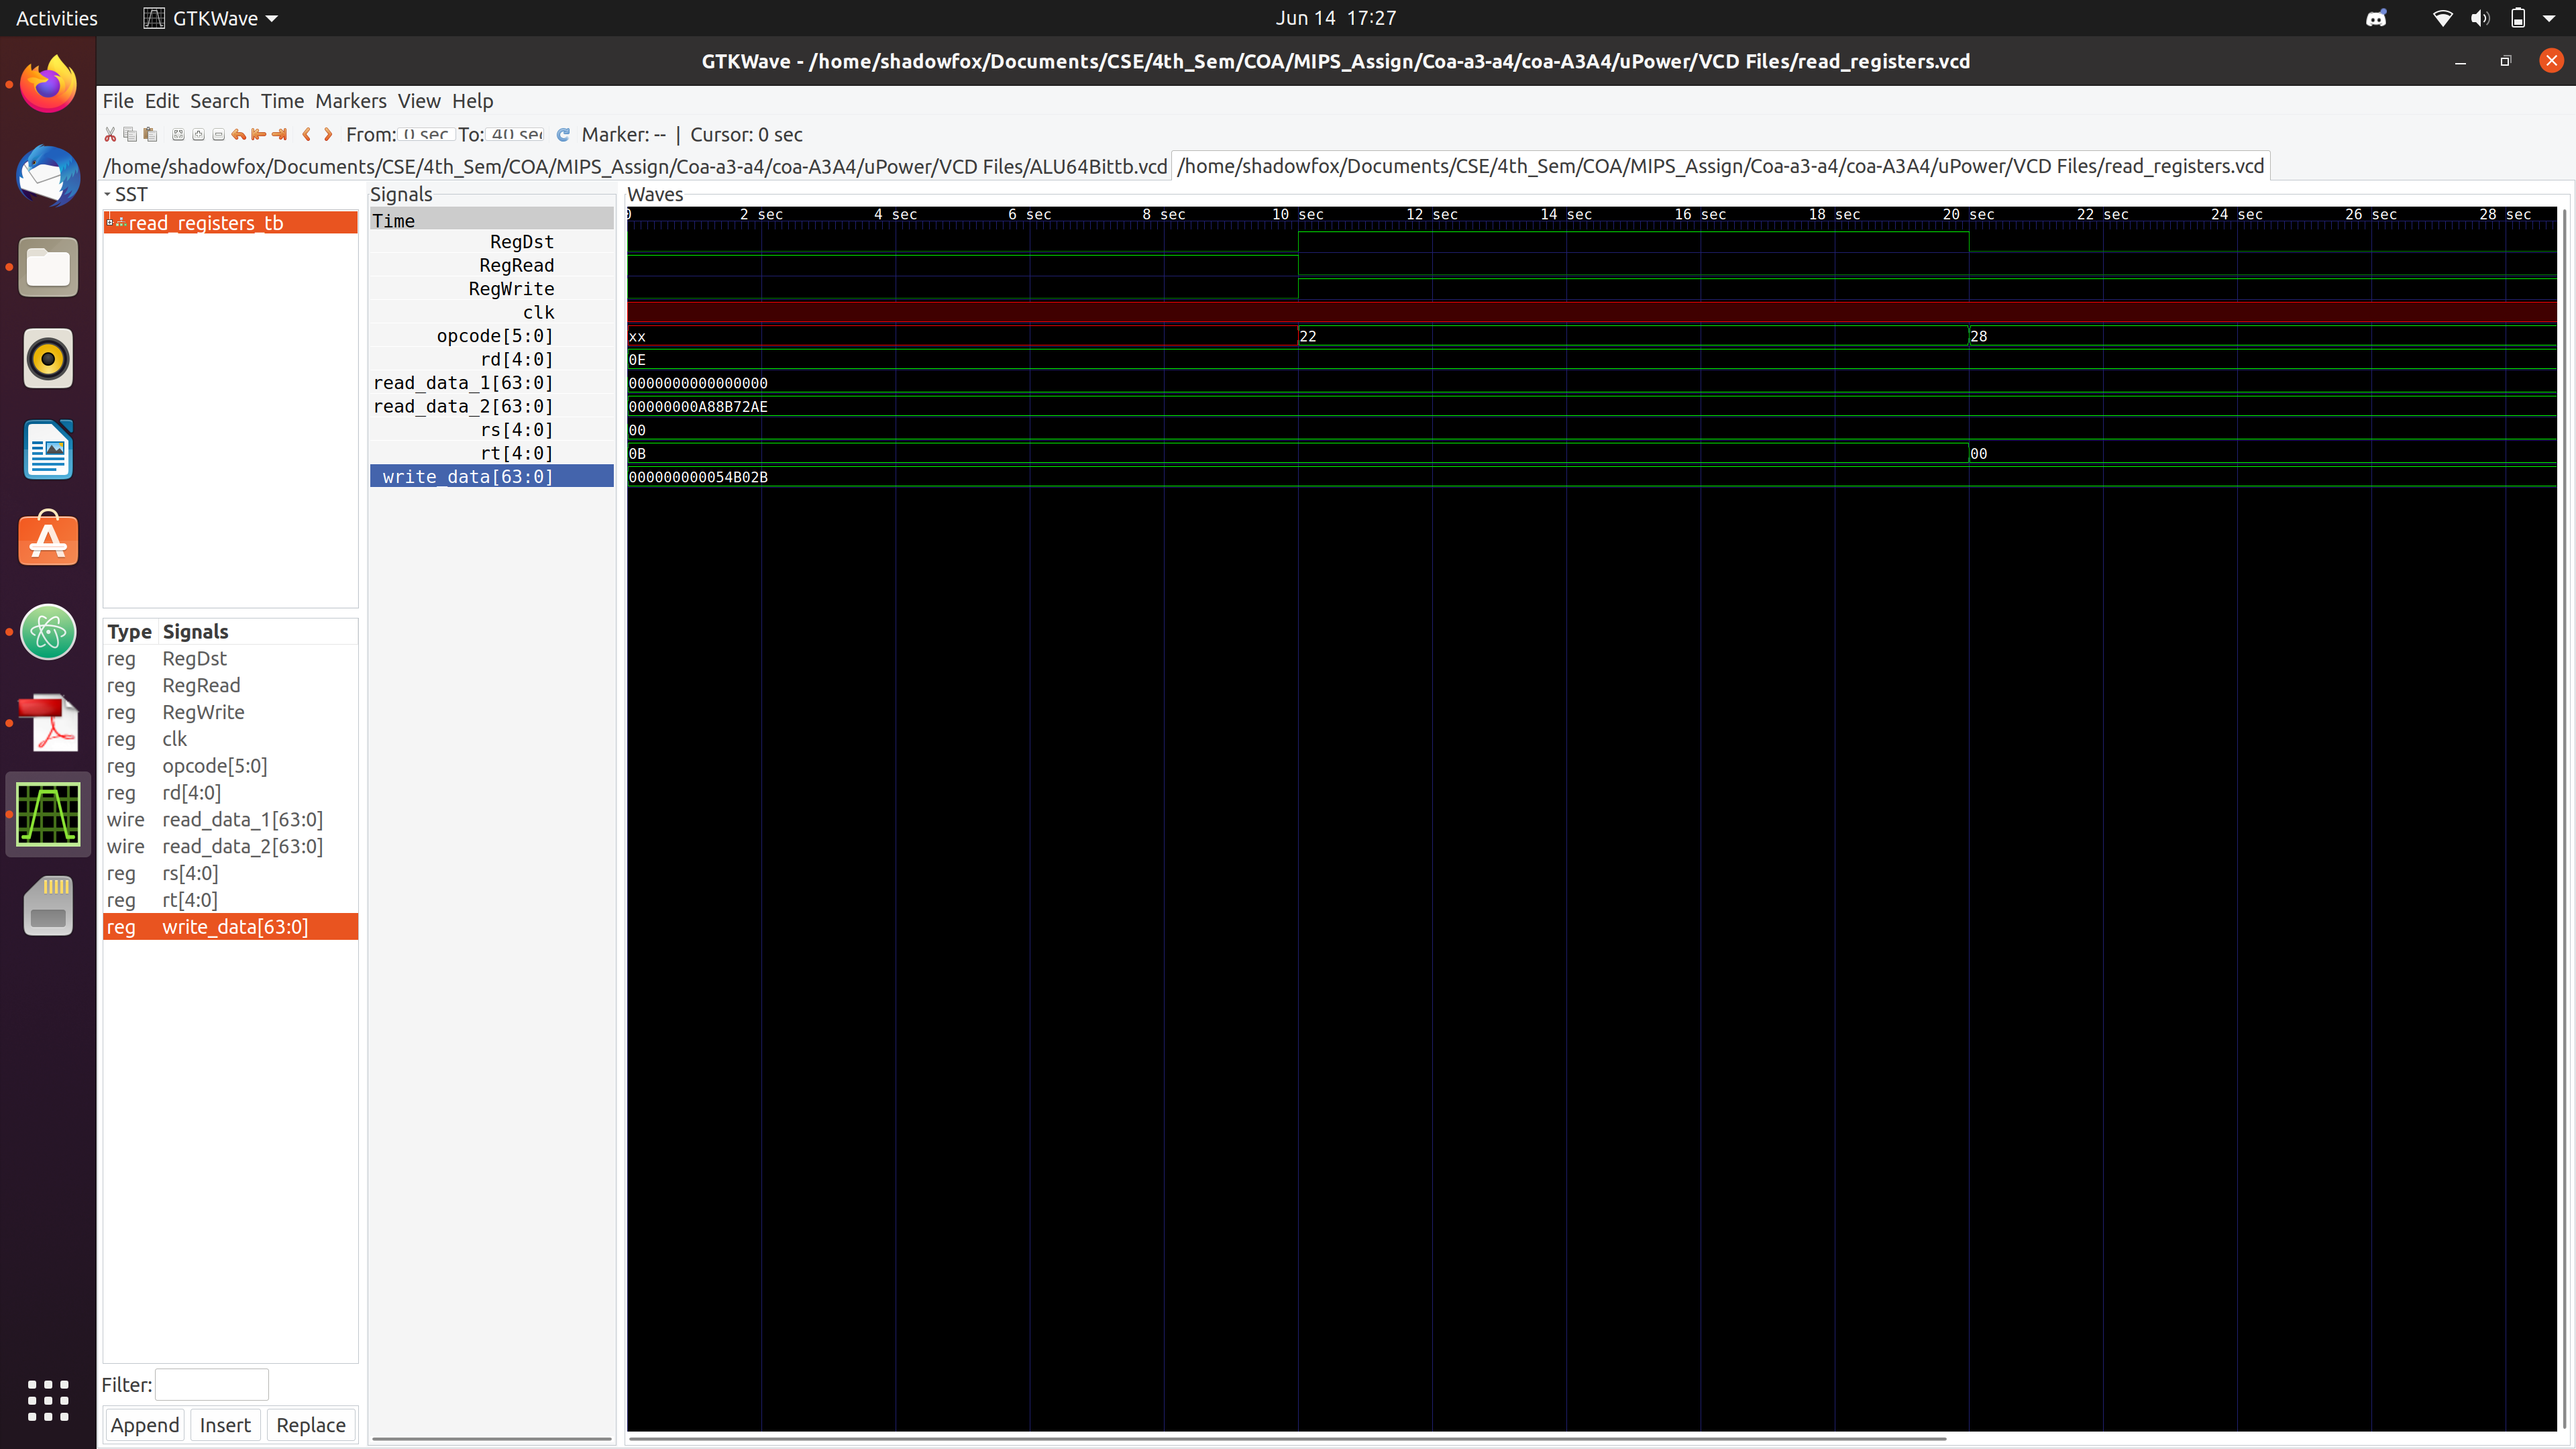 Activities GTKWave Jun 14 17:27
GTKWave - /home/shadowfox/Documents/CSE/4th_Sem/COA/MIPS_Assign/Coa-a3-a4/coa-A3A4/uPower/VCD Files/read_registers.vcd
File Edit Search Time Markers View Help
From: 0 sec To: 40 sec Marker: -- | Cursor: 0 sec
/home/shadowfox/Documents/CSE/4th_Sem/COA/MIPS_Assign/Coa-a3-a4/coa-A3A4/uPower/VCD Files/ALU64Bittb.vcd /home/shadowfox/Documents/CSE/4th_Sem/COA/MIPS_Assign/Coa-a3-a4/coa-A3A4/uPower/VCD Files/read_registers.vcd
SST
read_registers_tb
Type Signals
reg RegDst
reg RegRead
reg RegWrite
reg clk
reg opcode[5:0]
reg rd[4:0]
wire read_data_1[63:0]
wire read_data_2[63:0]
reg rs[4:0]
reg rt[4:0]
reg write_data[63:0]
Filter:
Append Insert Replace
Signals
Time
RegDst
RegRead
RegWrite
clk
opcode[5:0]
rd[4:0]
read_data_1[63:0]
read_data_2[63:0]
rs[4:0]
rt[4:0]
write_data[63:0]
Waves
0 2 sec 4 sec 6 sec 8 sec 10 sec 12 sec 14 sec 16 sec 18 sec 20 sec 22 sec 24 sec 26 sec 28 sec
xx 22 28
0E
0000000000000000
00000000A88B72AE
00
0B 00
000000000054B02B